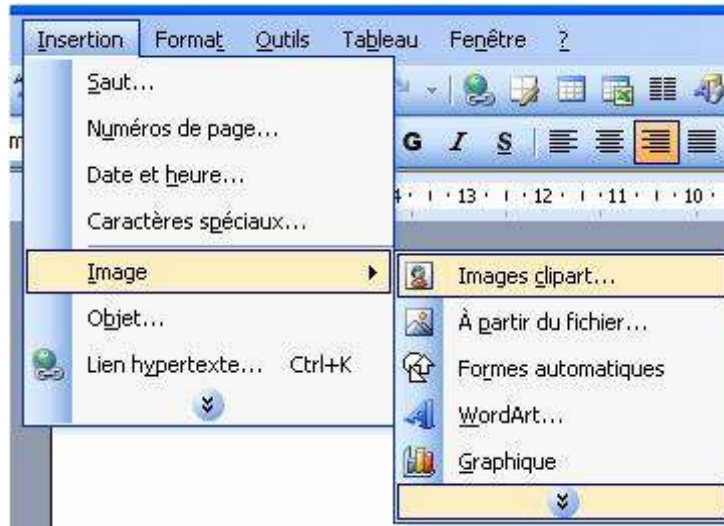 Insertion Format Outils Tableau Fenêtre ?
Saut...
Numéros de page...
Date et heure...
Caractères spéciaux...
Image
Objet...
Lien hypertexte... Ctrl+K
G I S
13 12 11 10
Images clipart...
À partir du fichier...
Formes automatiques
WordArt...
Graphique